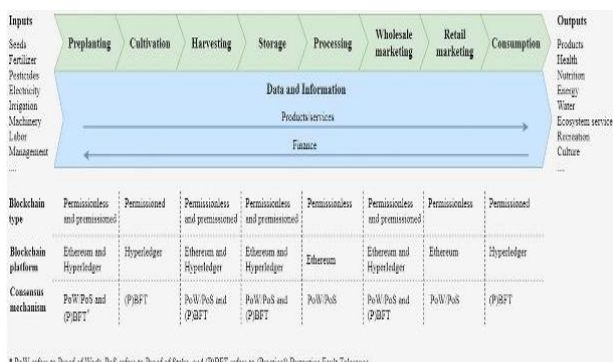 Inputs
Seeds
Fertilizer
Pesticides
Electricity
Irrigation
Machinery
Labor
Management
....
Preplanting
Cultivation
Harvesting
Storage
Processing
Wholesale
marketing
Retail
marketing
Consumption
Data and Information
Products/services
Finance
Outputs
Products
Health
Nutrition
Energy
Water
Ecosystem service
Recreation
Culture
....
Blockchain
type
Permissionless
and premissioned
Permissioned
Permissionless
and premissioned
Permissionless
and premissioned
Permissionless
Permissionless
and premissioned
Permissionless
Permissioned
Blockchain
platform
Ethereum and
Hyperledger
Hyperledger
Ethereum and
Hyperledger
Ethereum and
Hyperledger
Ethereum
Ethereum and
Hyperledger
Ethereum
Hyperledger
Consensus
mechanism
PoW/PoS and
(P)BFT*
(P)BFT
PoW/PoS and
(P)BFT
PoW/PoS and
(P)BFT
PoW/PoS
PoW/PoS and
(P)BFT
PoW/PoS
(P)BFT
* PoW refers to Proof of Work, PoS refers to Proof of Stake, and (P)BFT refers to (Practical) Byzantine Fault Tolerance